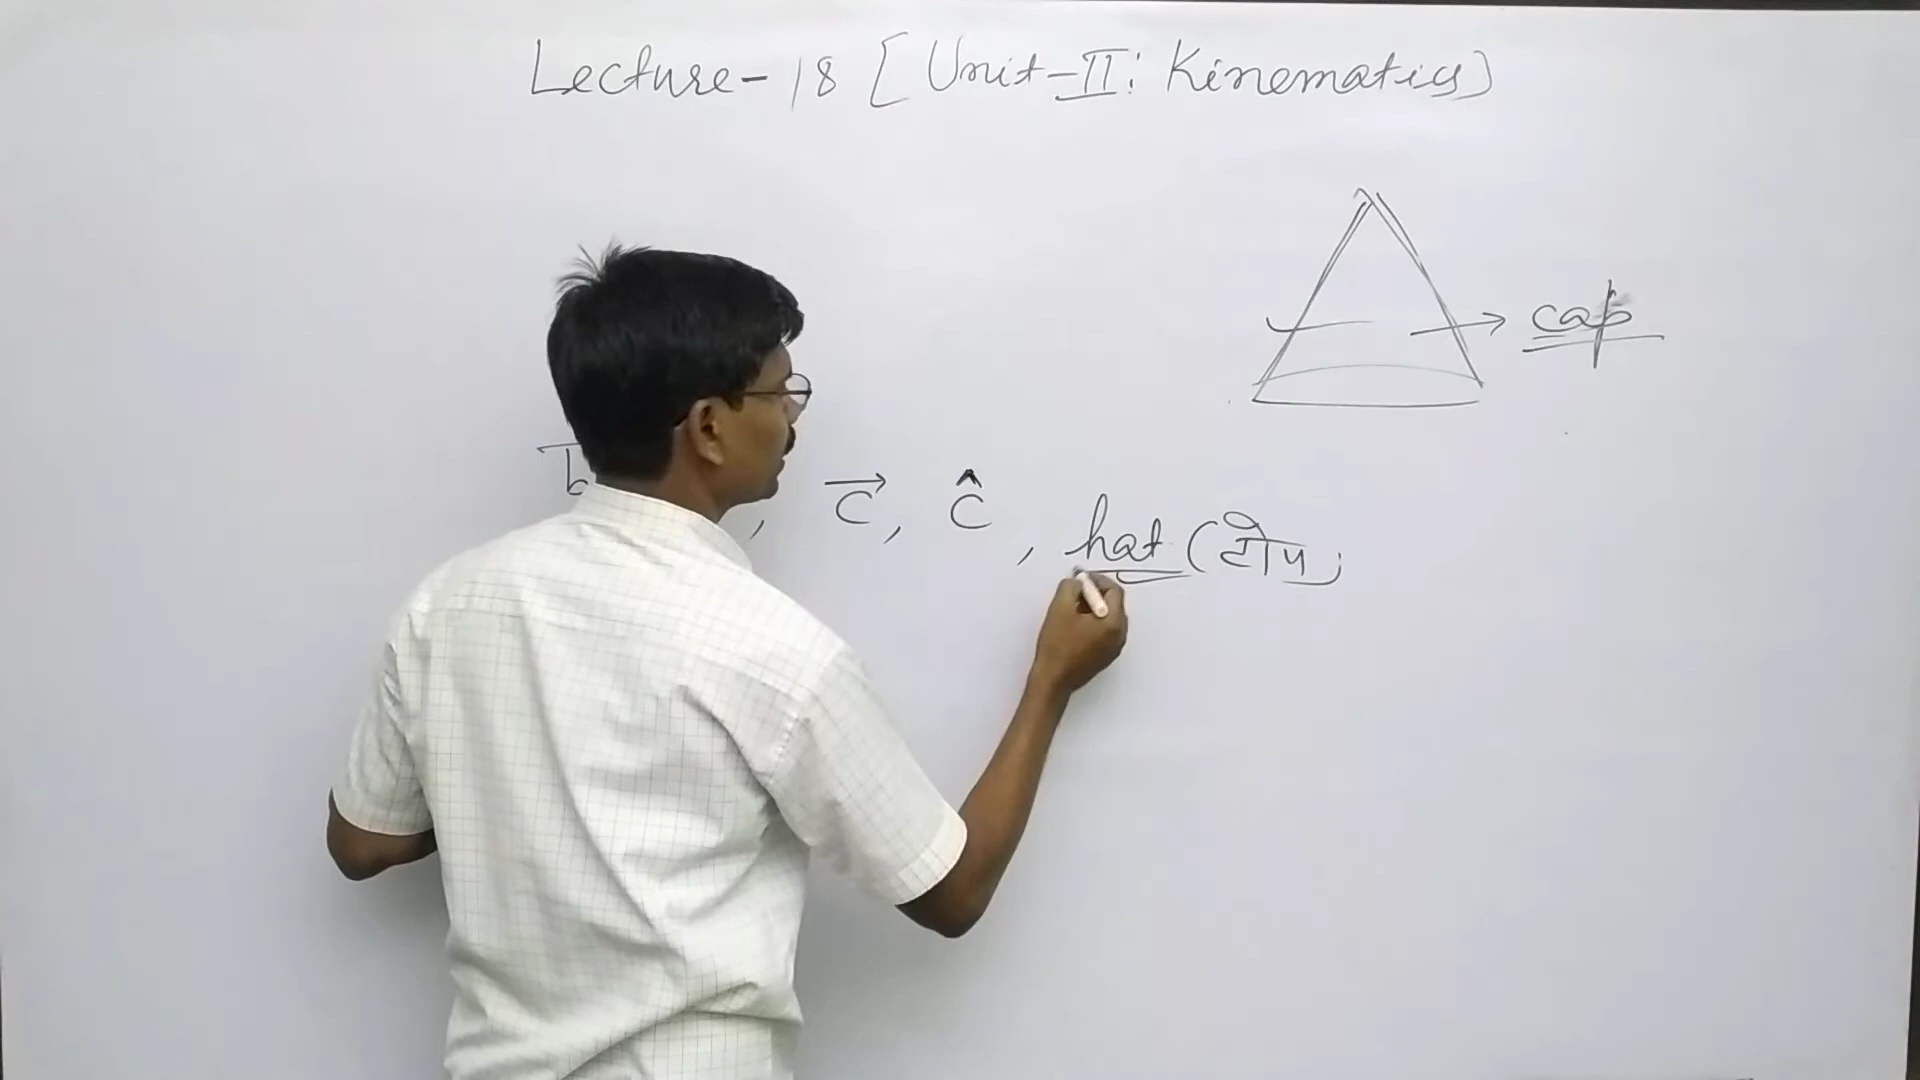 Lecture-18 [Unit-II: Kinematics)
cap
b , c⃗, ĉ, hat (टोप)